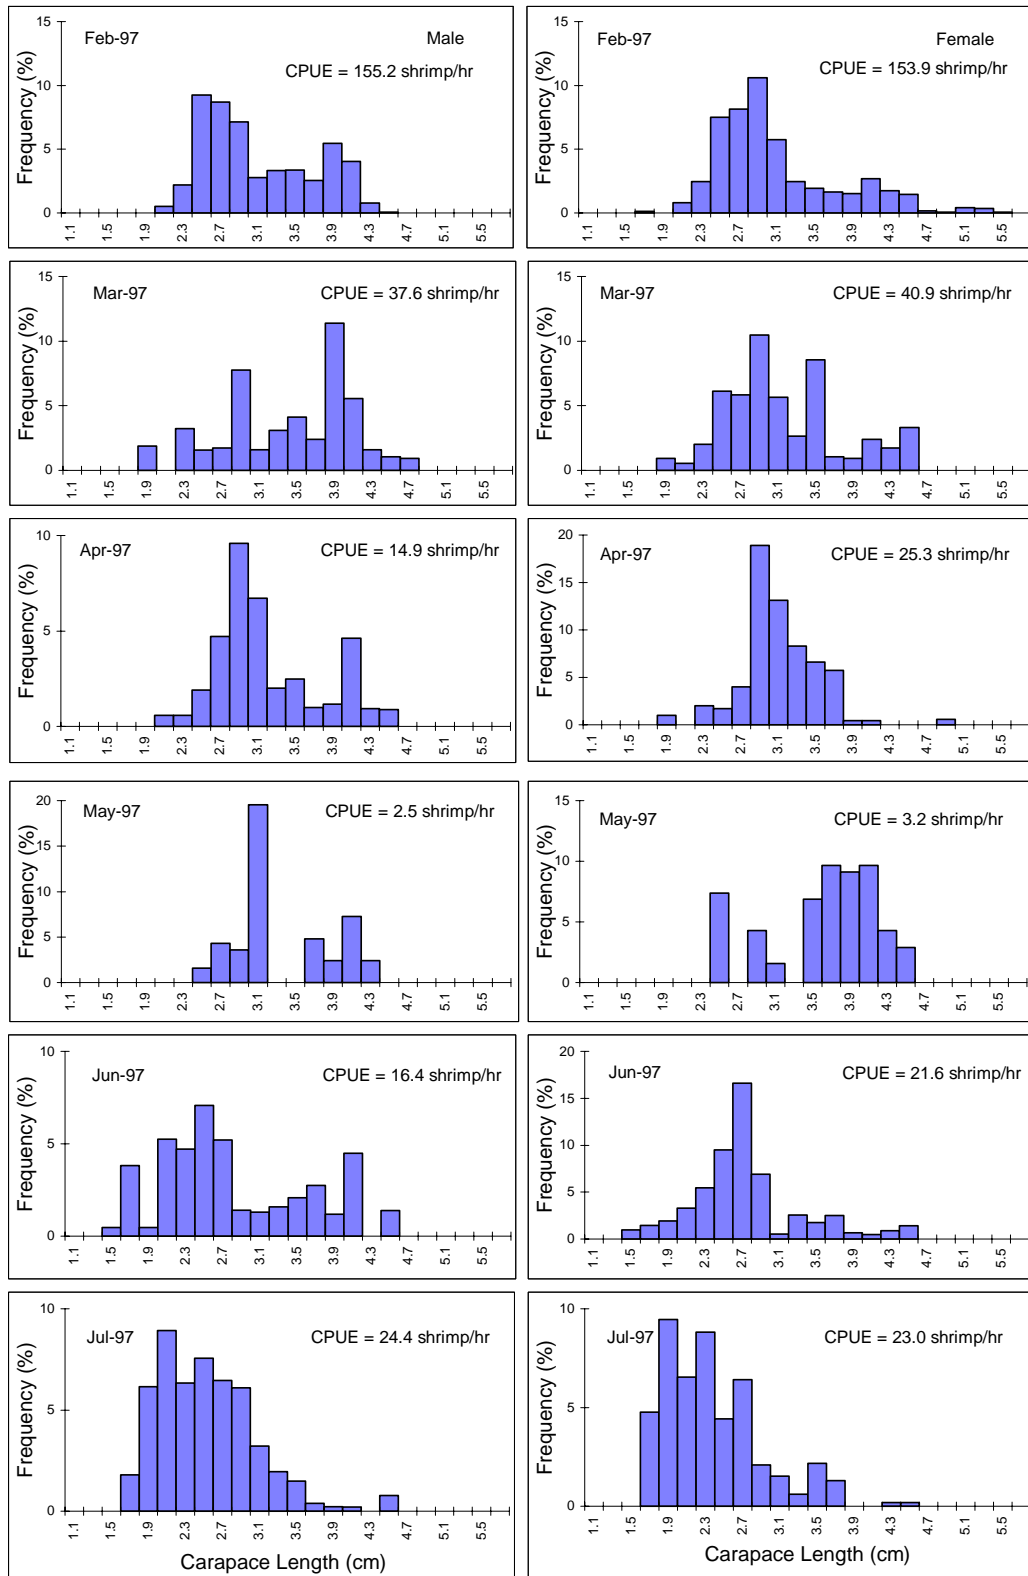 Feb-97 Male
CPUE = 155.2 shrimp/hr
Frequency (%)
15
10
5
0
1.1 1.5 1.9 2.3 2.7 3.1 3.5 3.9 4.3 4.7 5.1 5.5
Feb-97 Female
CPUE = 153.9 shrimp/hr
Frequency (%)
15
10
5
0
1.1 1.5 1.9 2.3 2.7 3.1 3.5 3.9 4.3 4.7 5.1 5.5
Mar-97 CPUE = 37.6 shrimp/hr
Frequency (%)
15
10
5
0
1.1 1.5 1.9 2.3 2.7 3.1 3.5 3.9 4.3 4.7 5.1 5.5
Mar-97 CPUE = 40.9 shrimp/hr
Frequency (%)
15
10
5
0
1.1 1.5 1.9 2.3 2.7 3.1 3.5 3.9 4.3 4.7 5.1 5.5
Apr-97 CPUE = 14.9 shrimp/hr
Frequency (%)
10
5
0
1.1 1.5 1.9 2.3 2.7 3.1 3.5 3.9 4.3 4.7 5.1 5.5
Apr-97 CPUE = 25.3 shrimp/hr
Frequency (%)
20
15
10
5
0
1.1 1.5 1.9 2.3 2.7 3.1 3.5 3.9 4.3 4.7 5.1 5.5
May-97 CPUE = 2.5 shrimp/hr
Frequency (%)
20
15
10
5
0
1.1 1.5 1.9 2.3 2.7 3.1 3.5 3.9 4.3 4.7 5.1 5.5
May-97 CPUE = 3.2 shrimp/hr
Frequency (%)
15
10
5
0
1.1 1.5 1.9 2.3 2.7 3.1 3.5 3.9 4.3 4.7 5.1 5.5
Jun-97 CPUE = 16.4 shrimp/hr
Frequency (%)
10
5
0
1.1 1.5 1.9 2.3 2.7 3.1 3.5 3.9 4.3 4.7 5.1 5.5
Jun-97 CPUE = 21.6 shrimp/hr
Frequency (%)
20
15
10
5
0
1.1 1.5 1.9 2.3 2.7 3.1 3.5 3.9 4.3 4.7 5.1 5.5
Jul-97 CPUE = 24.4 shrimp/hr
Frequency (%)
10
5
0
1.1 1.5 1.9 2.3 2.7 3.1 3.5 3.9 4.3 4.7 5.1 5.5
Carapace Length (cm)
Jul-97 CPUE = 23.0 shrimp/hr
Frequency (%)
10
5
0
1.1 1.5 1.9 2.3 2.7 3.1 3.5 3.9 4.3 4.7 5.1 5.5
Carapace Length (cm)